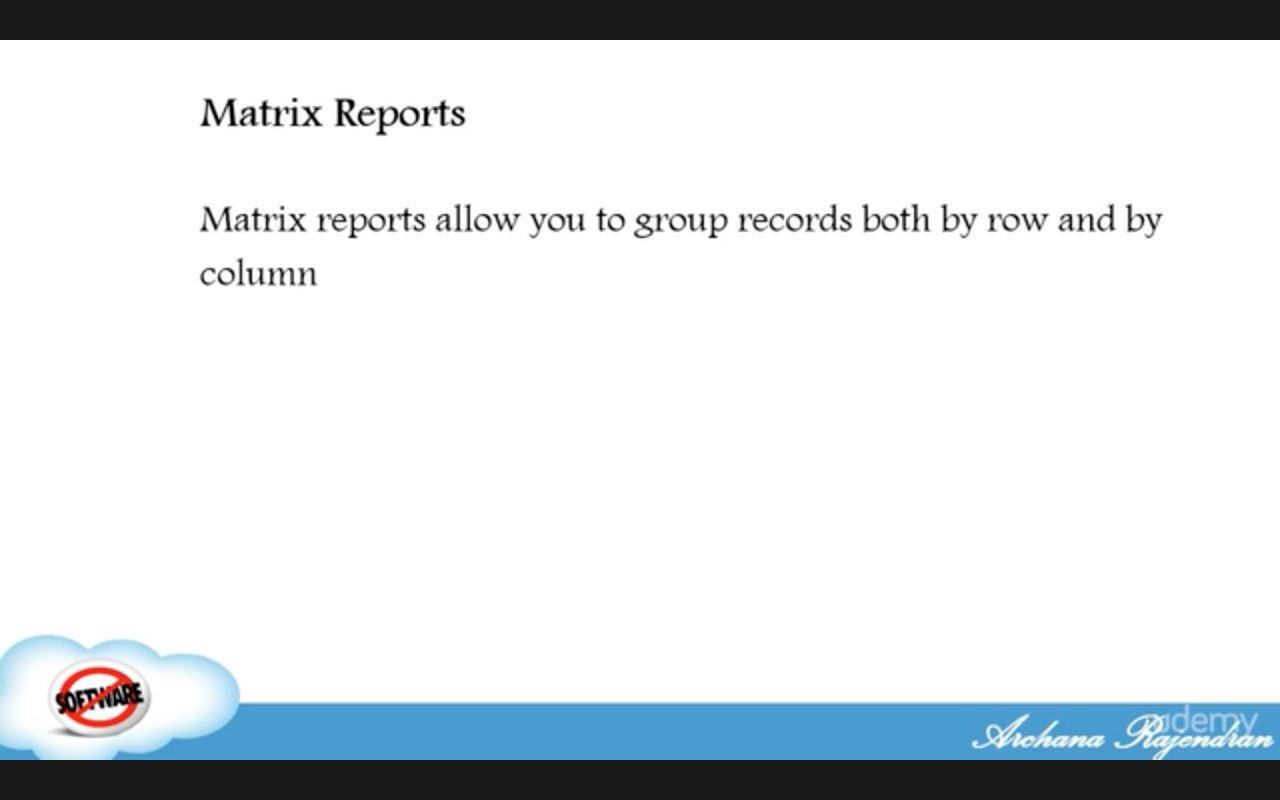 Matrix Reports
Matrix reports allow you to group records both by row and by
column
SOFTWARE
udemy
Archana Rajendran